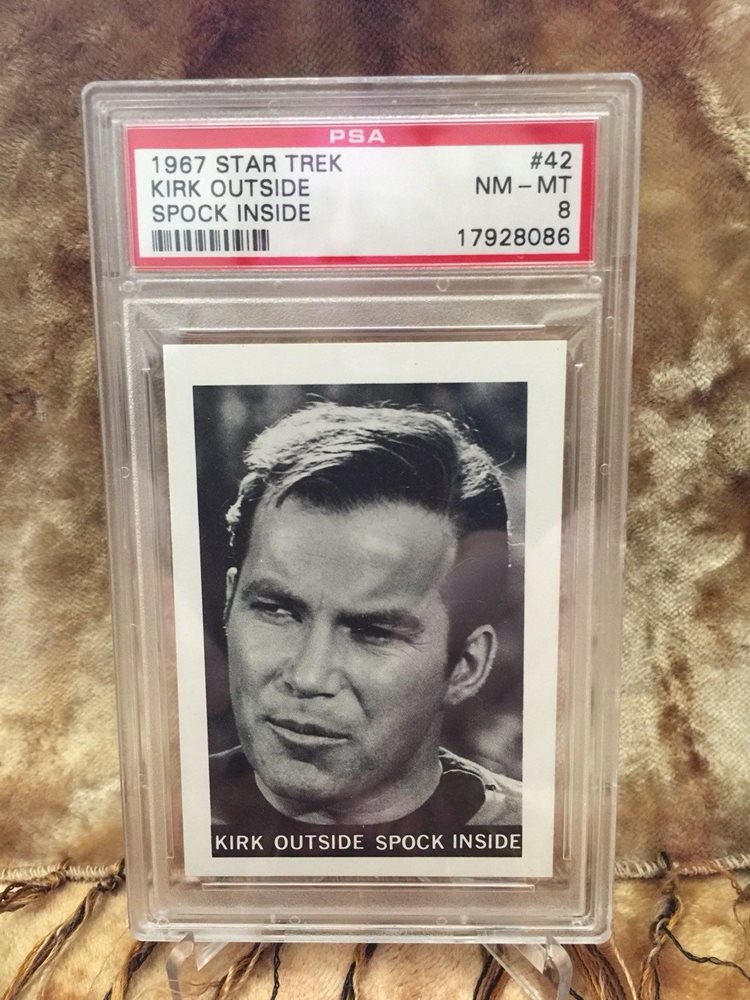 PSA
1967 STAR TREK #42
KIRK OUTSIDE NM - MT
SPOCK INSIDE 8
17928086
KIRK OUTSIDE SPOCK INSIDE